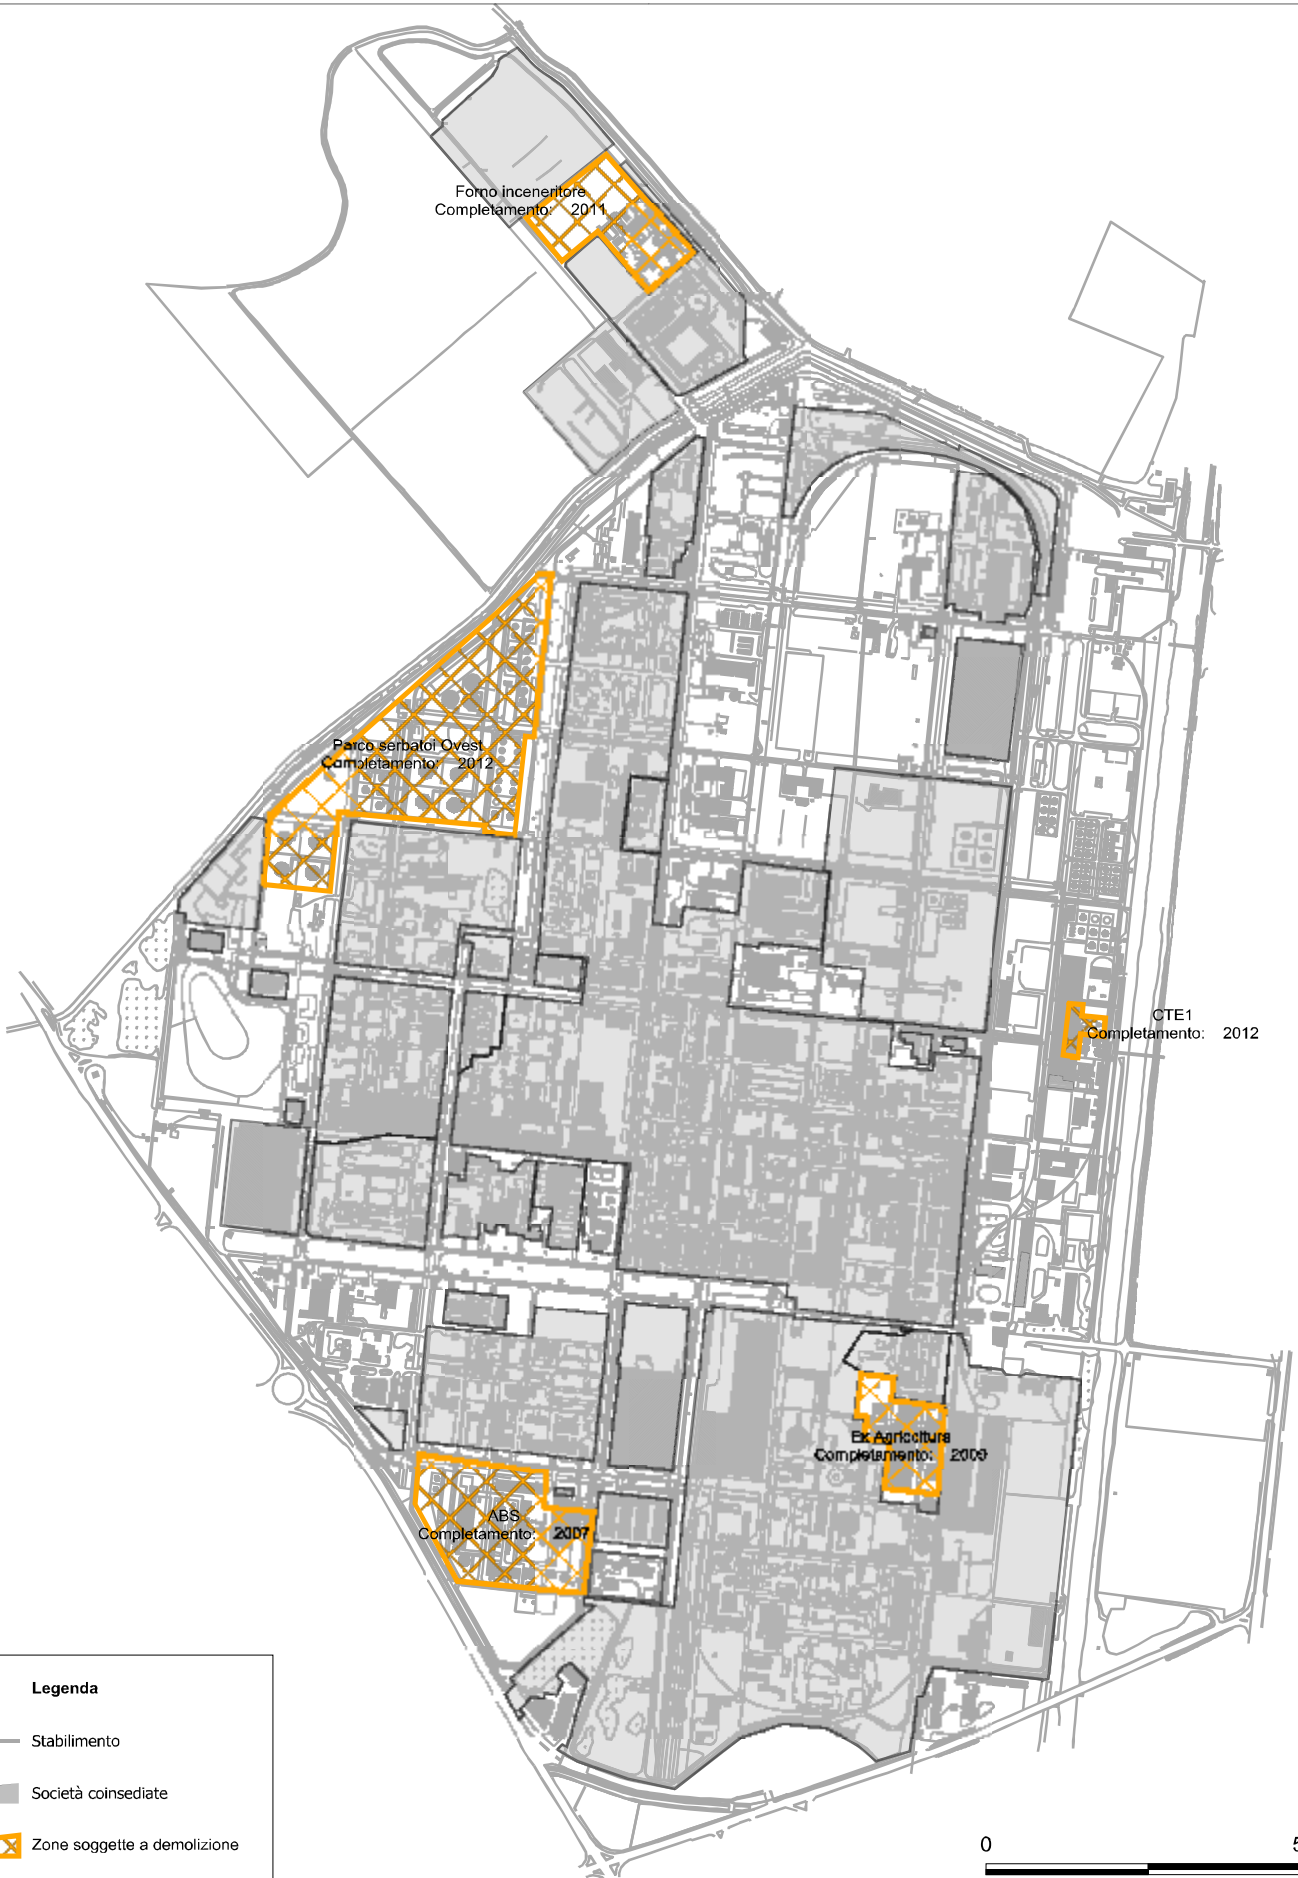 Forno inceneritore
Completamento: 2011
Parco serbatoi Ovest
Completamento: 2012
CTE1
Completamento: 2012
Ex Agricoltura
Completamento: 2009
ABS
Completamento: 2007
Legenda
Stabilimento
Società coinsediate
Zone soggette a demolizione
0 5